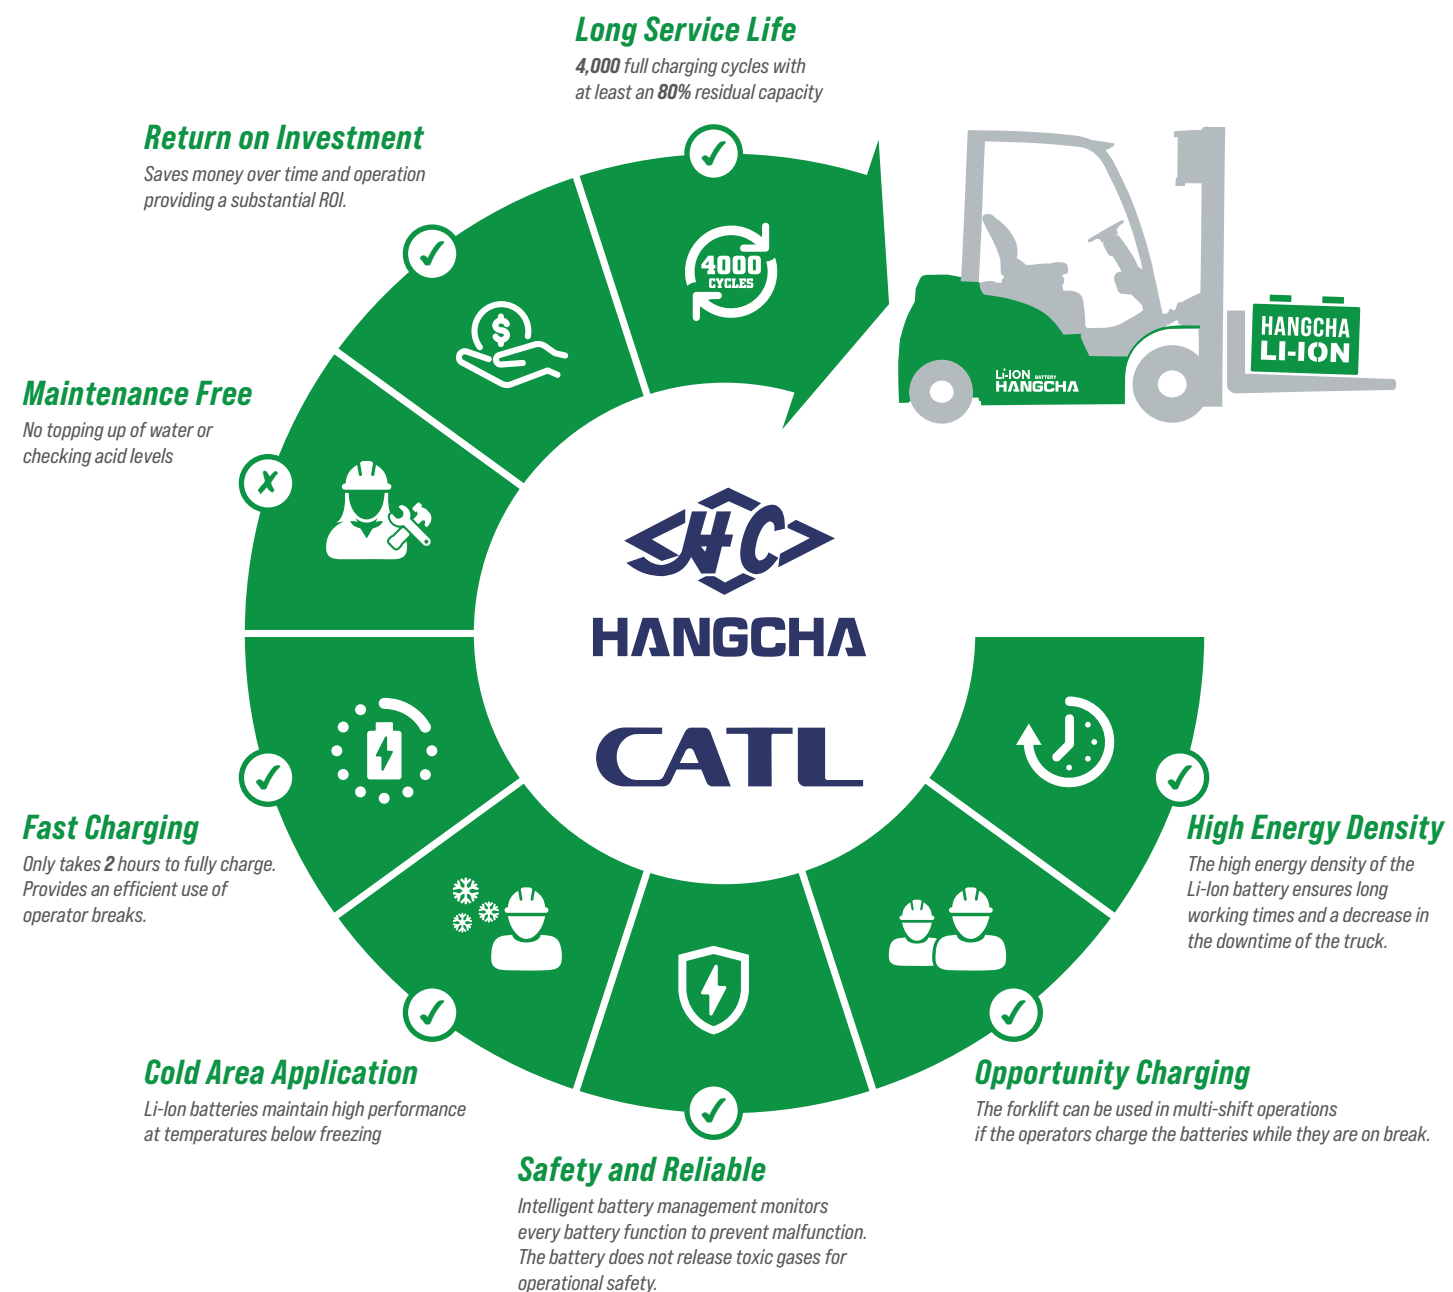 Long Service Life
4,000 full charging cycles with
at least an 80% residual capacity
Return on Investment
Saves money over time and operation
providing a substantial ROI.
4000
CYCLES
HANGCHA
LI-ION
Li-ION BATTERY
HANGCHA
Maintenance Free
No topping up of water or
checking acid levels
HC
HANGCHA
CATL
Fast Charging
Only takes 2 hours to fully charge.
Provides an efficient use of
operator breaks.
High Energy Density
The high energy density of the
Li-Ion battery ensures long
working times and a decrease in
the downtime of the truck.
Cold Area Application
Li-Ion batteries maintain high performance
at temperatures below freezing
Opportunity Charging
The forklift can be used in multi-shift operations
if the operators charge the batteries while they are on break.
Safety and Reliable
Intelligent battery management monitors
every battery function to prevent malfunction.
The battery does not release toxic gases for
operational safety.